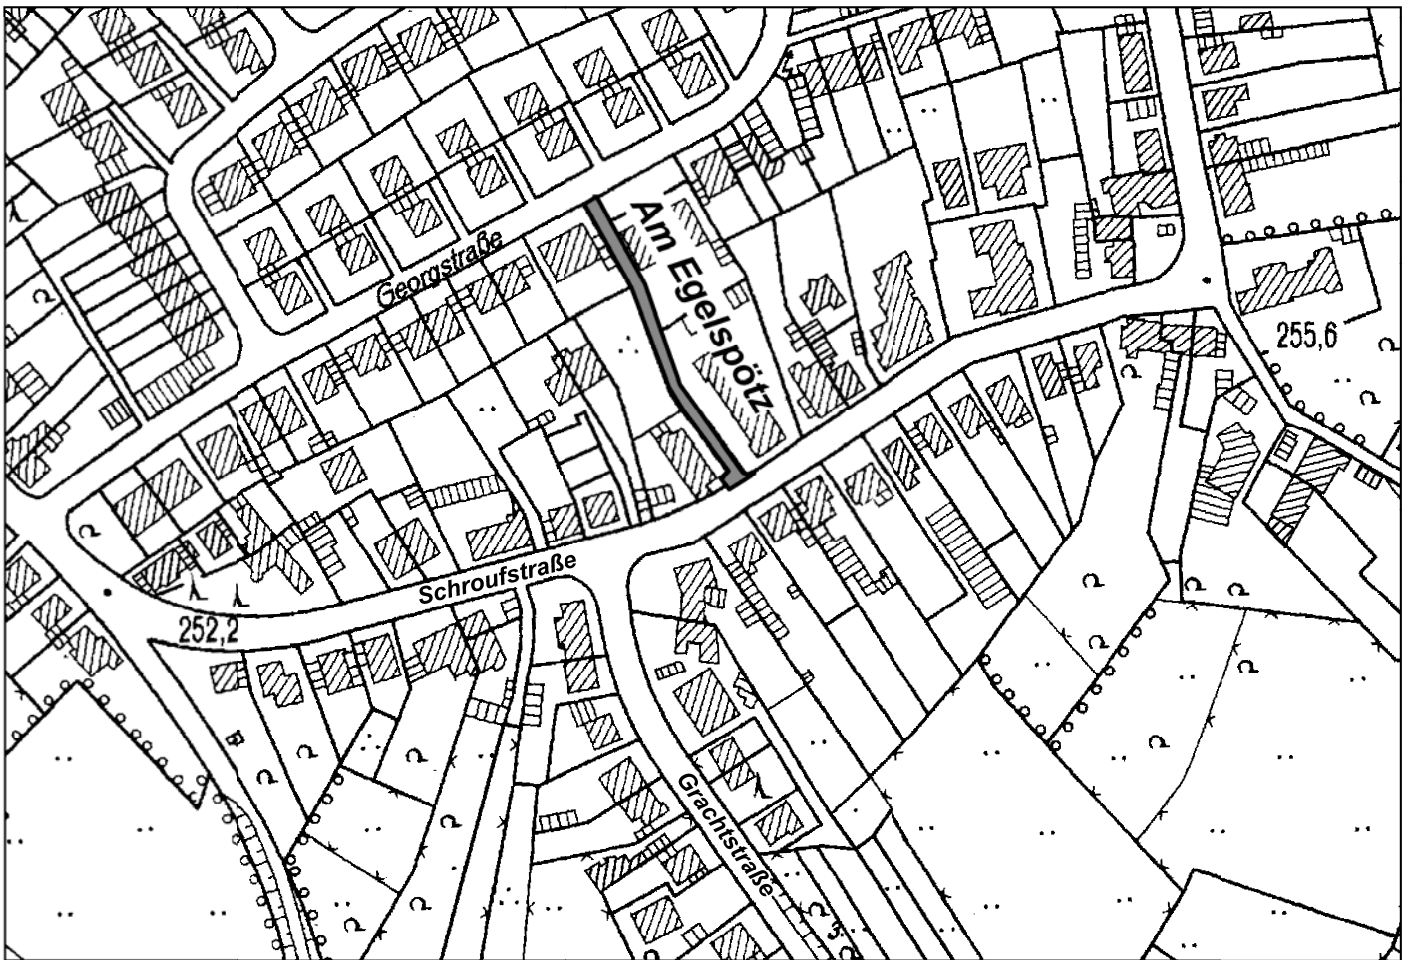 Am Egelspötz
Georgstraße
255,6
Schroufstraße
252,2
Grachtstraße